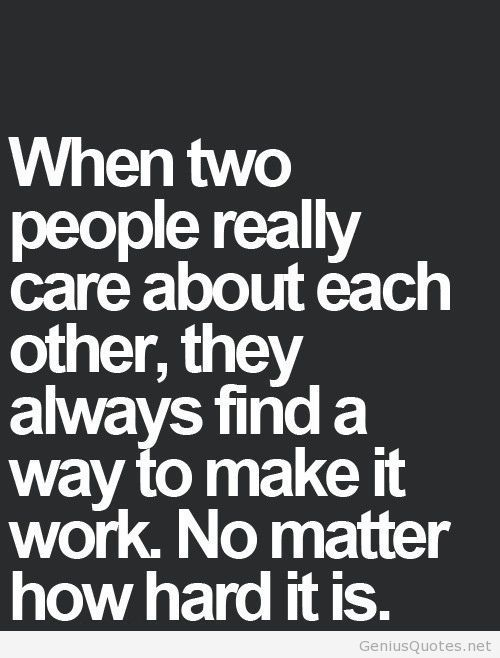 When two
people really
care about each
other, they
always find a
way to make it
work. No matter
how hard it is.
GeniusQuotes.net